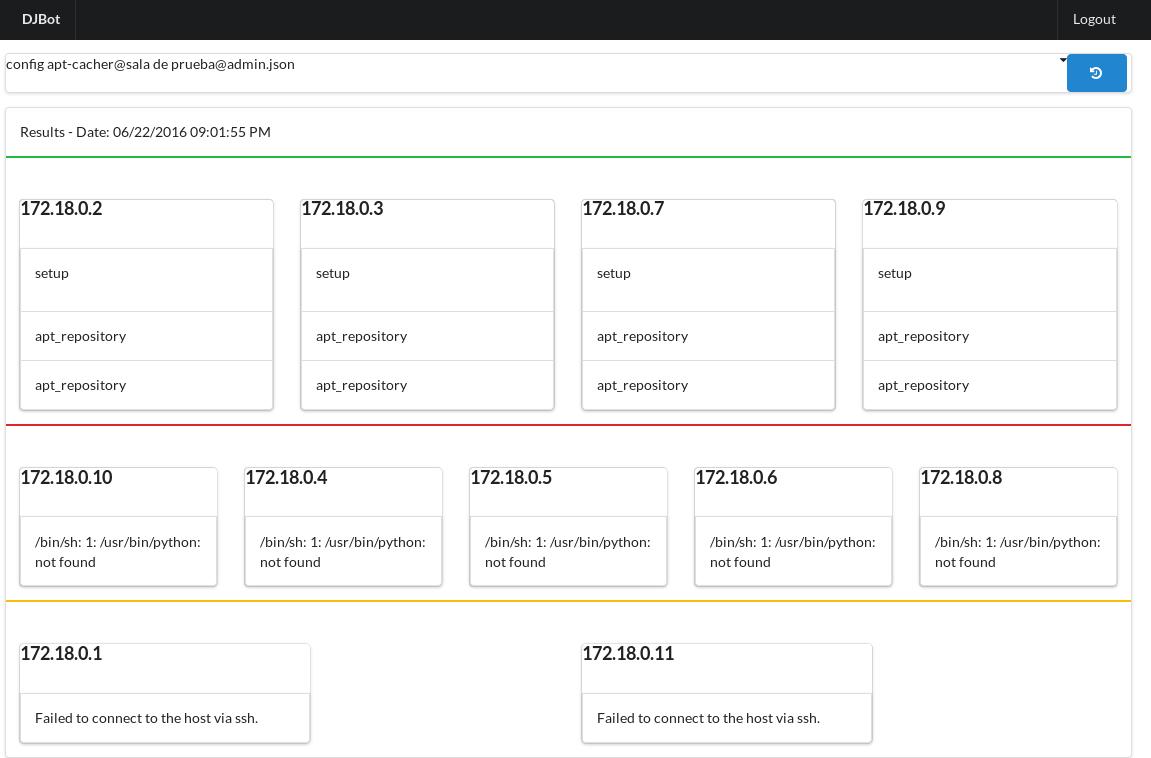 DJBot
Logout
config apt-cacher@sala de prueba@admin.json
Results - Date: 06/22/2016 09:01:55 PM
172.18.0.2
172.18.0.3
172.18.0.7
172.18.0.9
setup
setup
setup
setup
apt_repository
apt_repository
apt_repository
apt_repository
apt_repository
apt_repository
apt_repository
apt_repository
172.18.0.10
172.18.0.4
172.18.0.5
172.18.0.6
172.18.0.8
/bin/sh: 1: /usr/bin/python:
not found
/bin/sh: 1: /usr/bin/python:
not found
/bin/sh: 1: /usr/bin/python:
not found
/bin/sh: 1: /usr/bin/python:
not found
/bin/sh: 1: /usr/bin/python:
not found
172.18.0.1
172.18.0.11
Failed to connect to the host via ssh.
Failed to connect to the host via ssh.